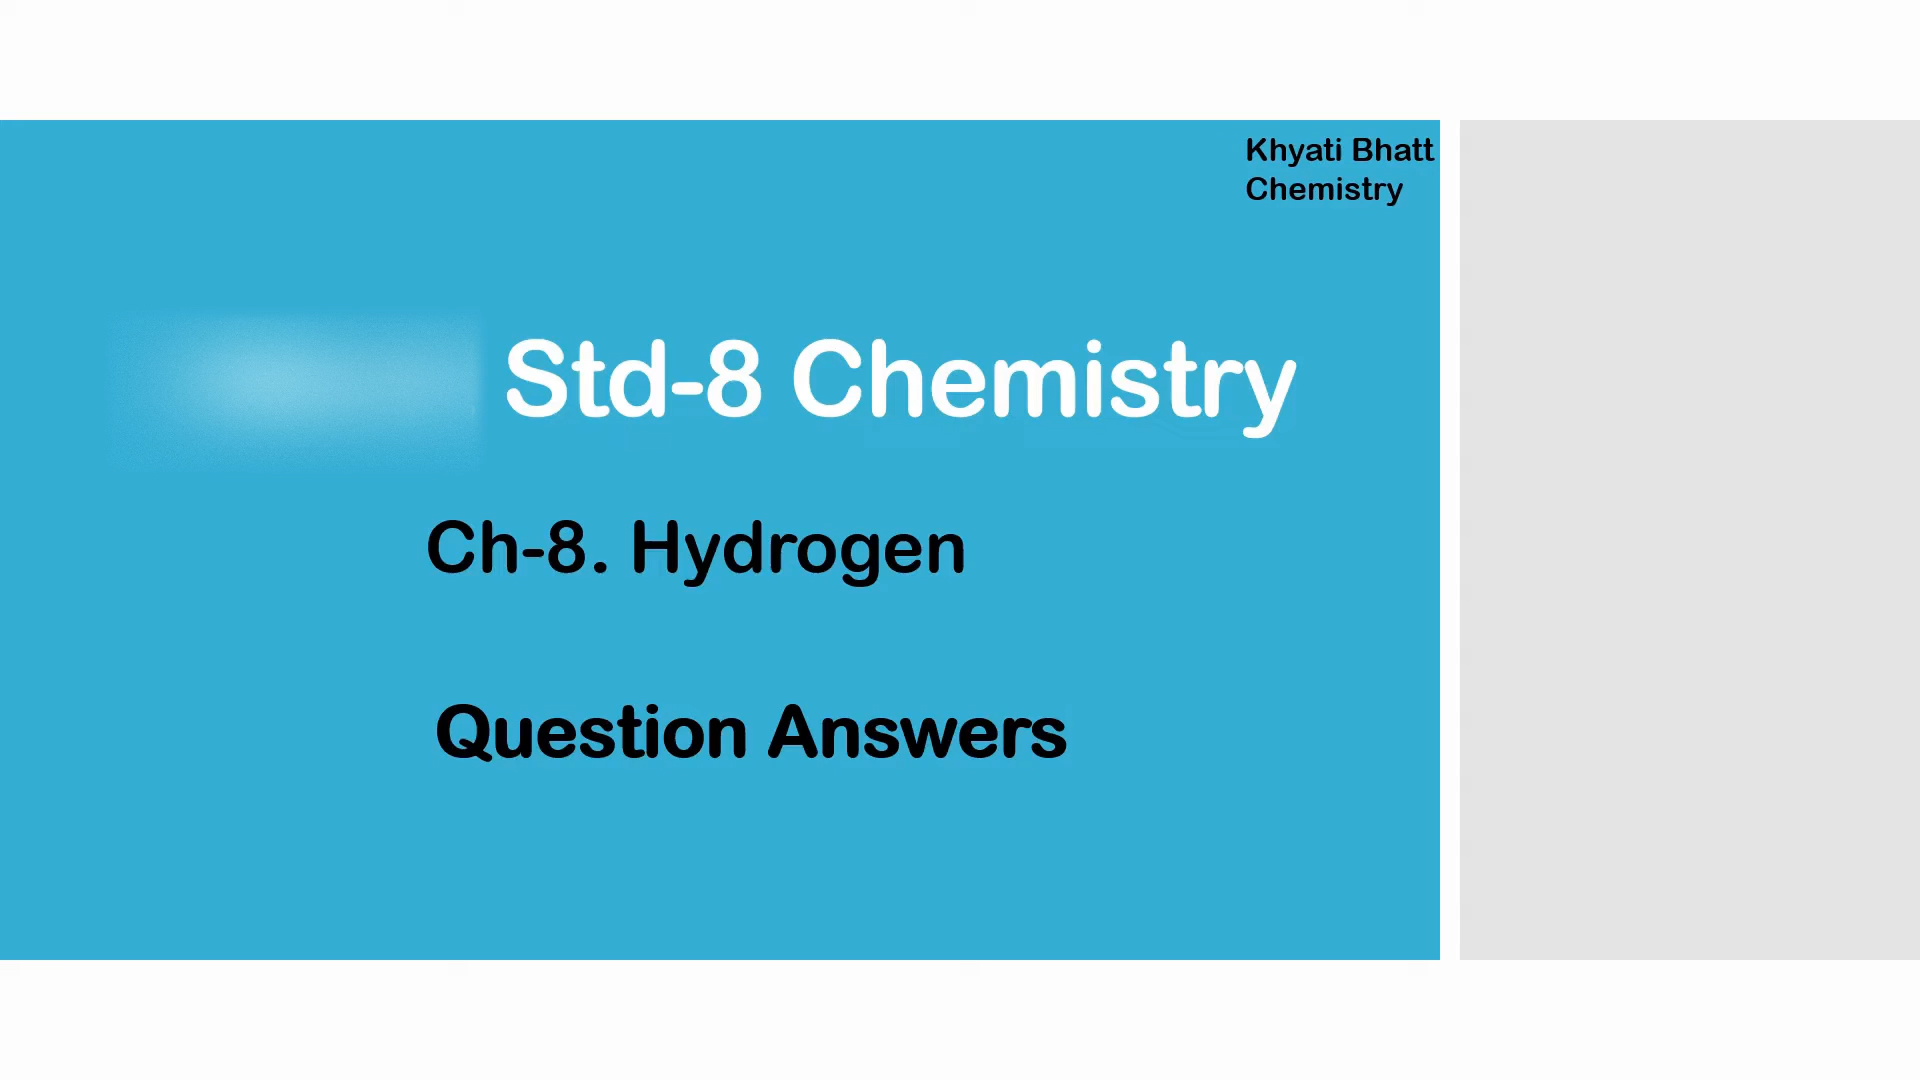 Khyati Bhatt
Chemistry
Std-8 Chemistry
Ch-8. Hydrogen
Question Answers